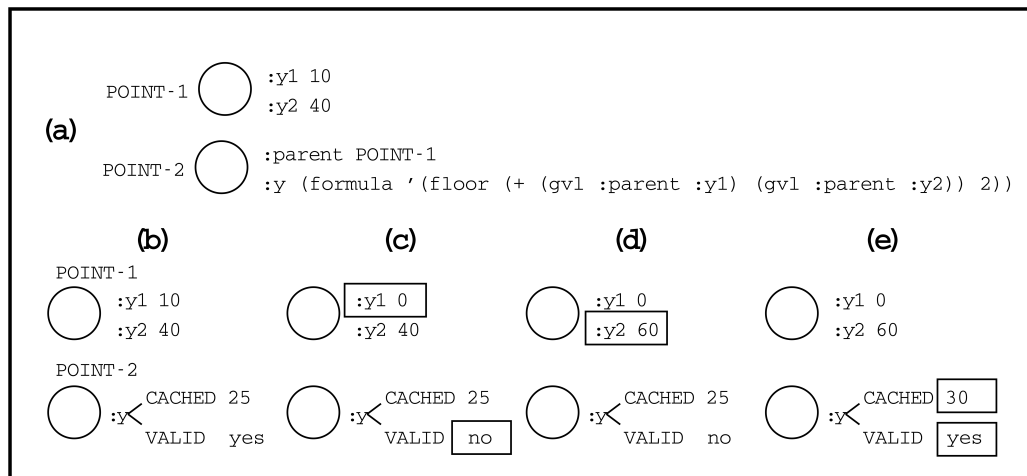 POINT-1 :y1 10
:y2 40
(a)
POINT-2 :parent POINT-1
:y (formula ’(floor (+ (gvl :parent :y1) (gvl :parent :y2)) 2))
(b) (c) (d) (e)
POINT-1
:y1 10 :y1 0 :y1 0 :y1 0
:y2 40 :y2 40 :y2 60 :y2 60
POINT-2
CACHED 25 CACHED 25 CACHED 25 CACHED 30
:y :y :y :y
VALID yes VALID no VALID no VALID yes